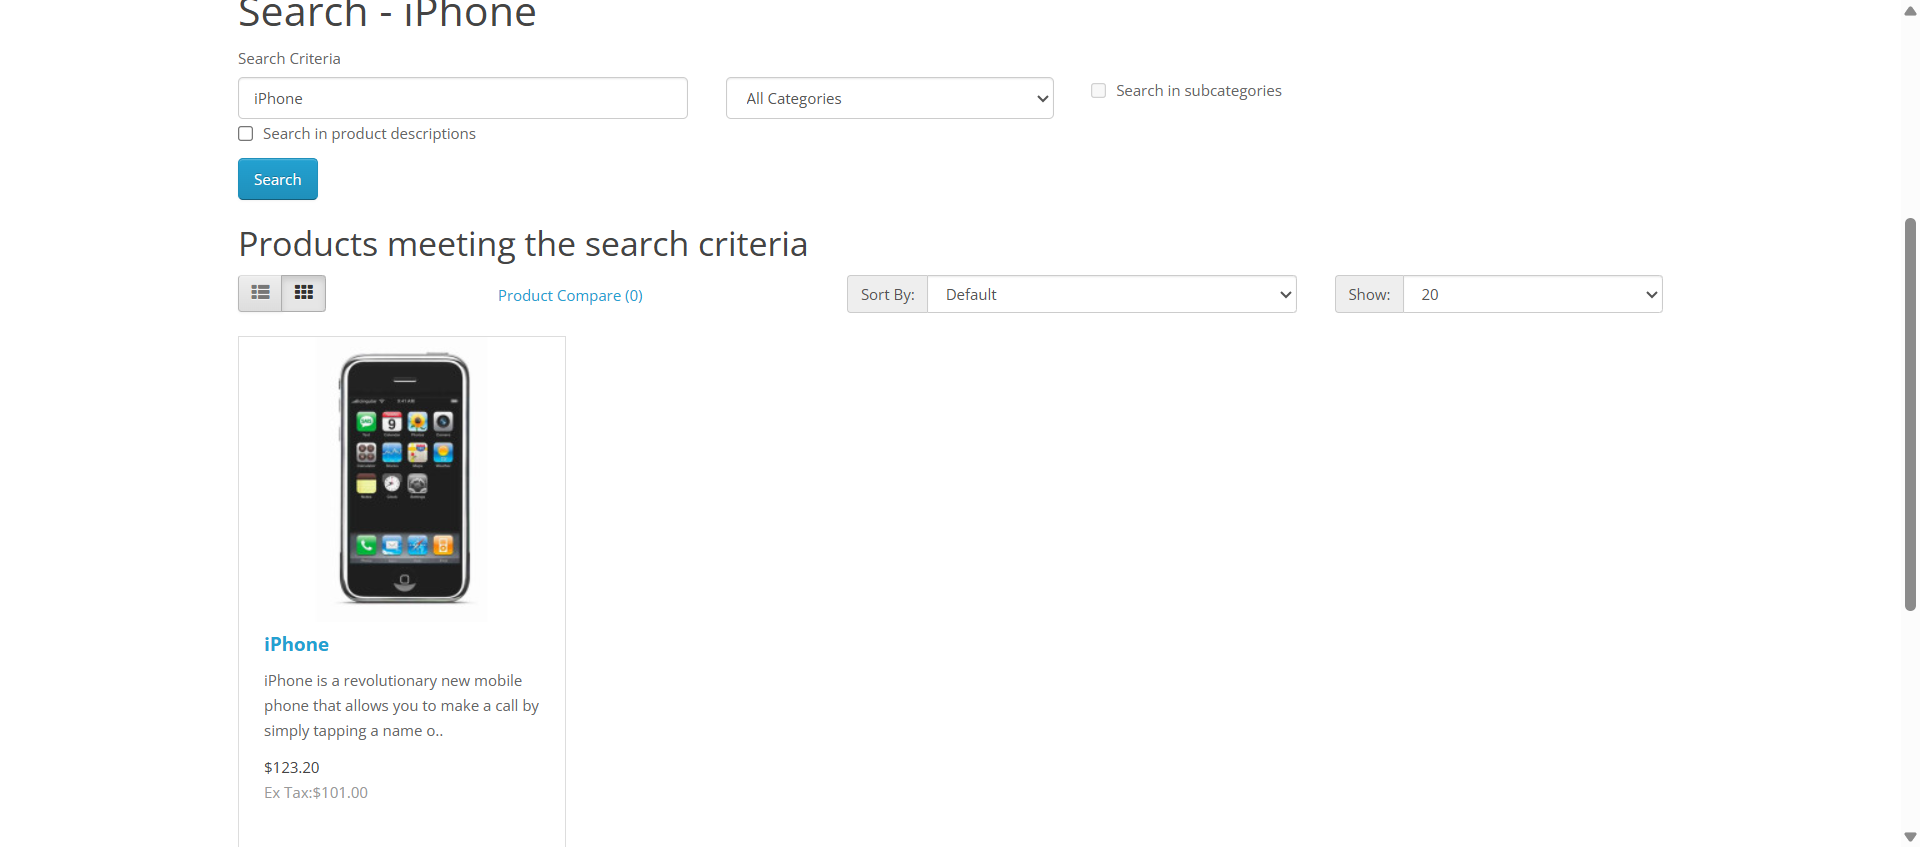 Search - iPhone
Search Criteria
iPhone
All Categories
Search in subcategories
Search in product descriptions
Search
Products meeting the search criteria
Product Compare (0)
Sort By:
Default
Show:
20
iPhone
iPhone is a revolutionary new mobile
phone that allows you to make a call by
simply tapping a name o..
$123.20
Ex Tax:$101.00